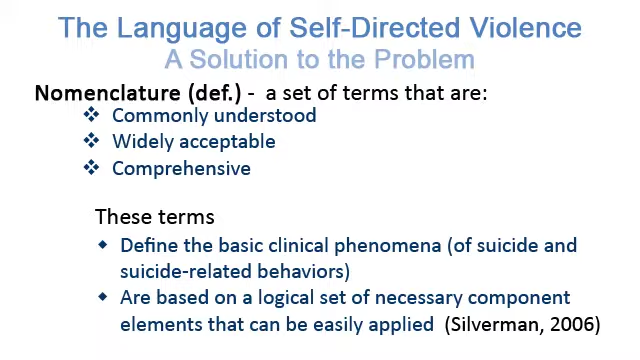 The Language of Self-Directed Violence
A Solution to the Problem
Nomenclature (def.) - a set of terms that are:
❖ Commonly understood
❖ Widely acceptable
❖ Comprehensive
These terms
◆ Define the basic clinical phenomena (of suicide and
suicide-related behaviors)
◆ Are based on a logical set of necessary component
elements that can be easily applied (Silverman, 2006)